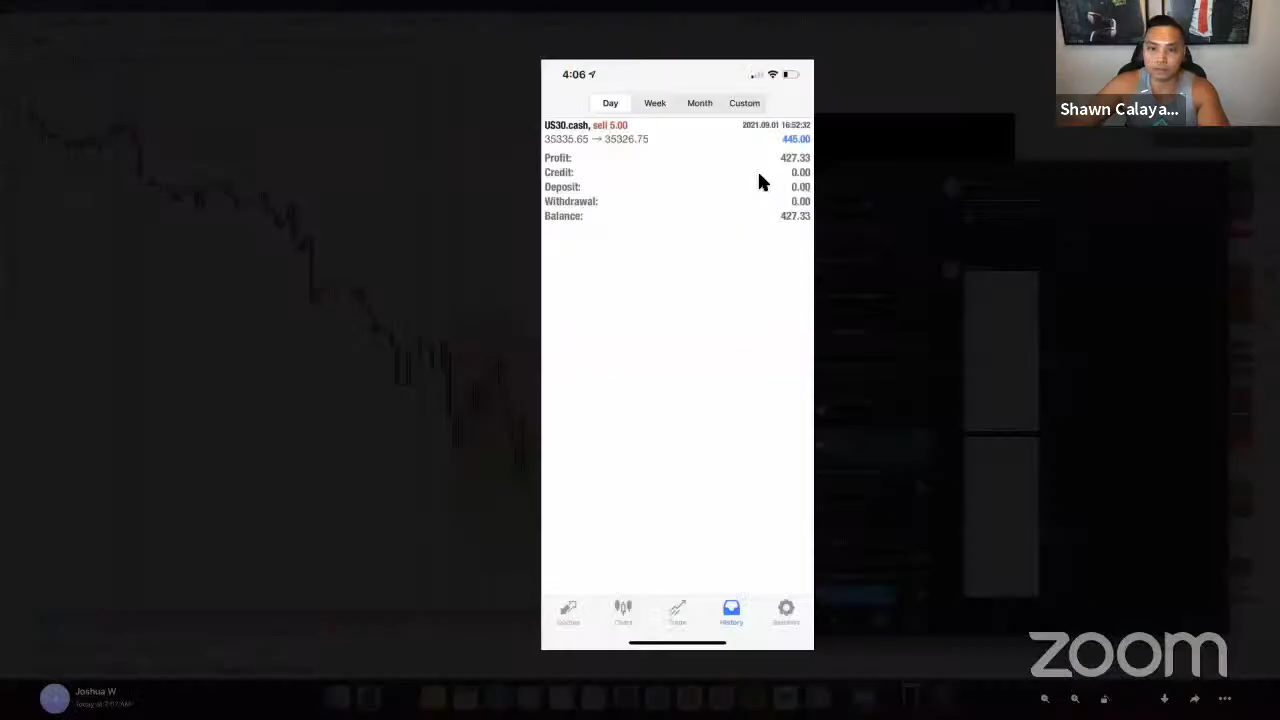 4:06
Day Week Month Custom
US30.cash, sell 5.00 2021.09.01 16:52:32
35335.65 → 35326.75 445.00
Profit: 427.33
Credit: 0.00
Deposit: 0.00
Withdrawal: 0.00
Balance: 427.33
History
Shawn Calaya...
zoom
Joshua W